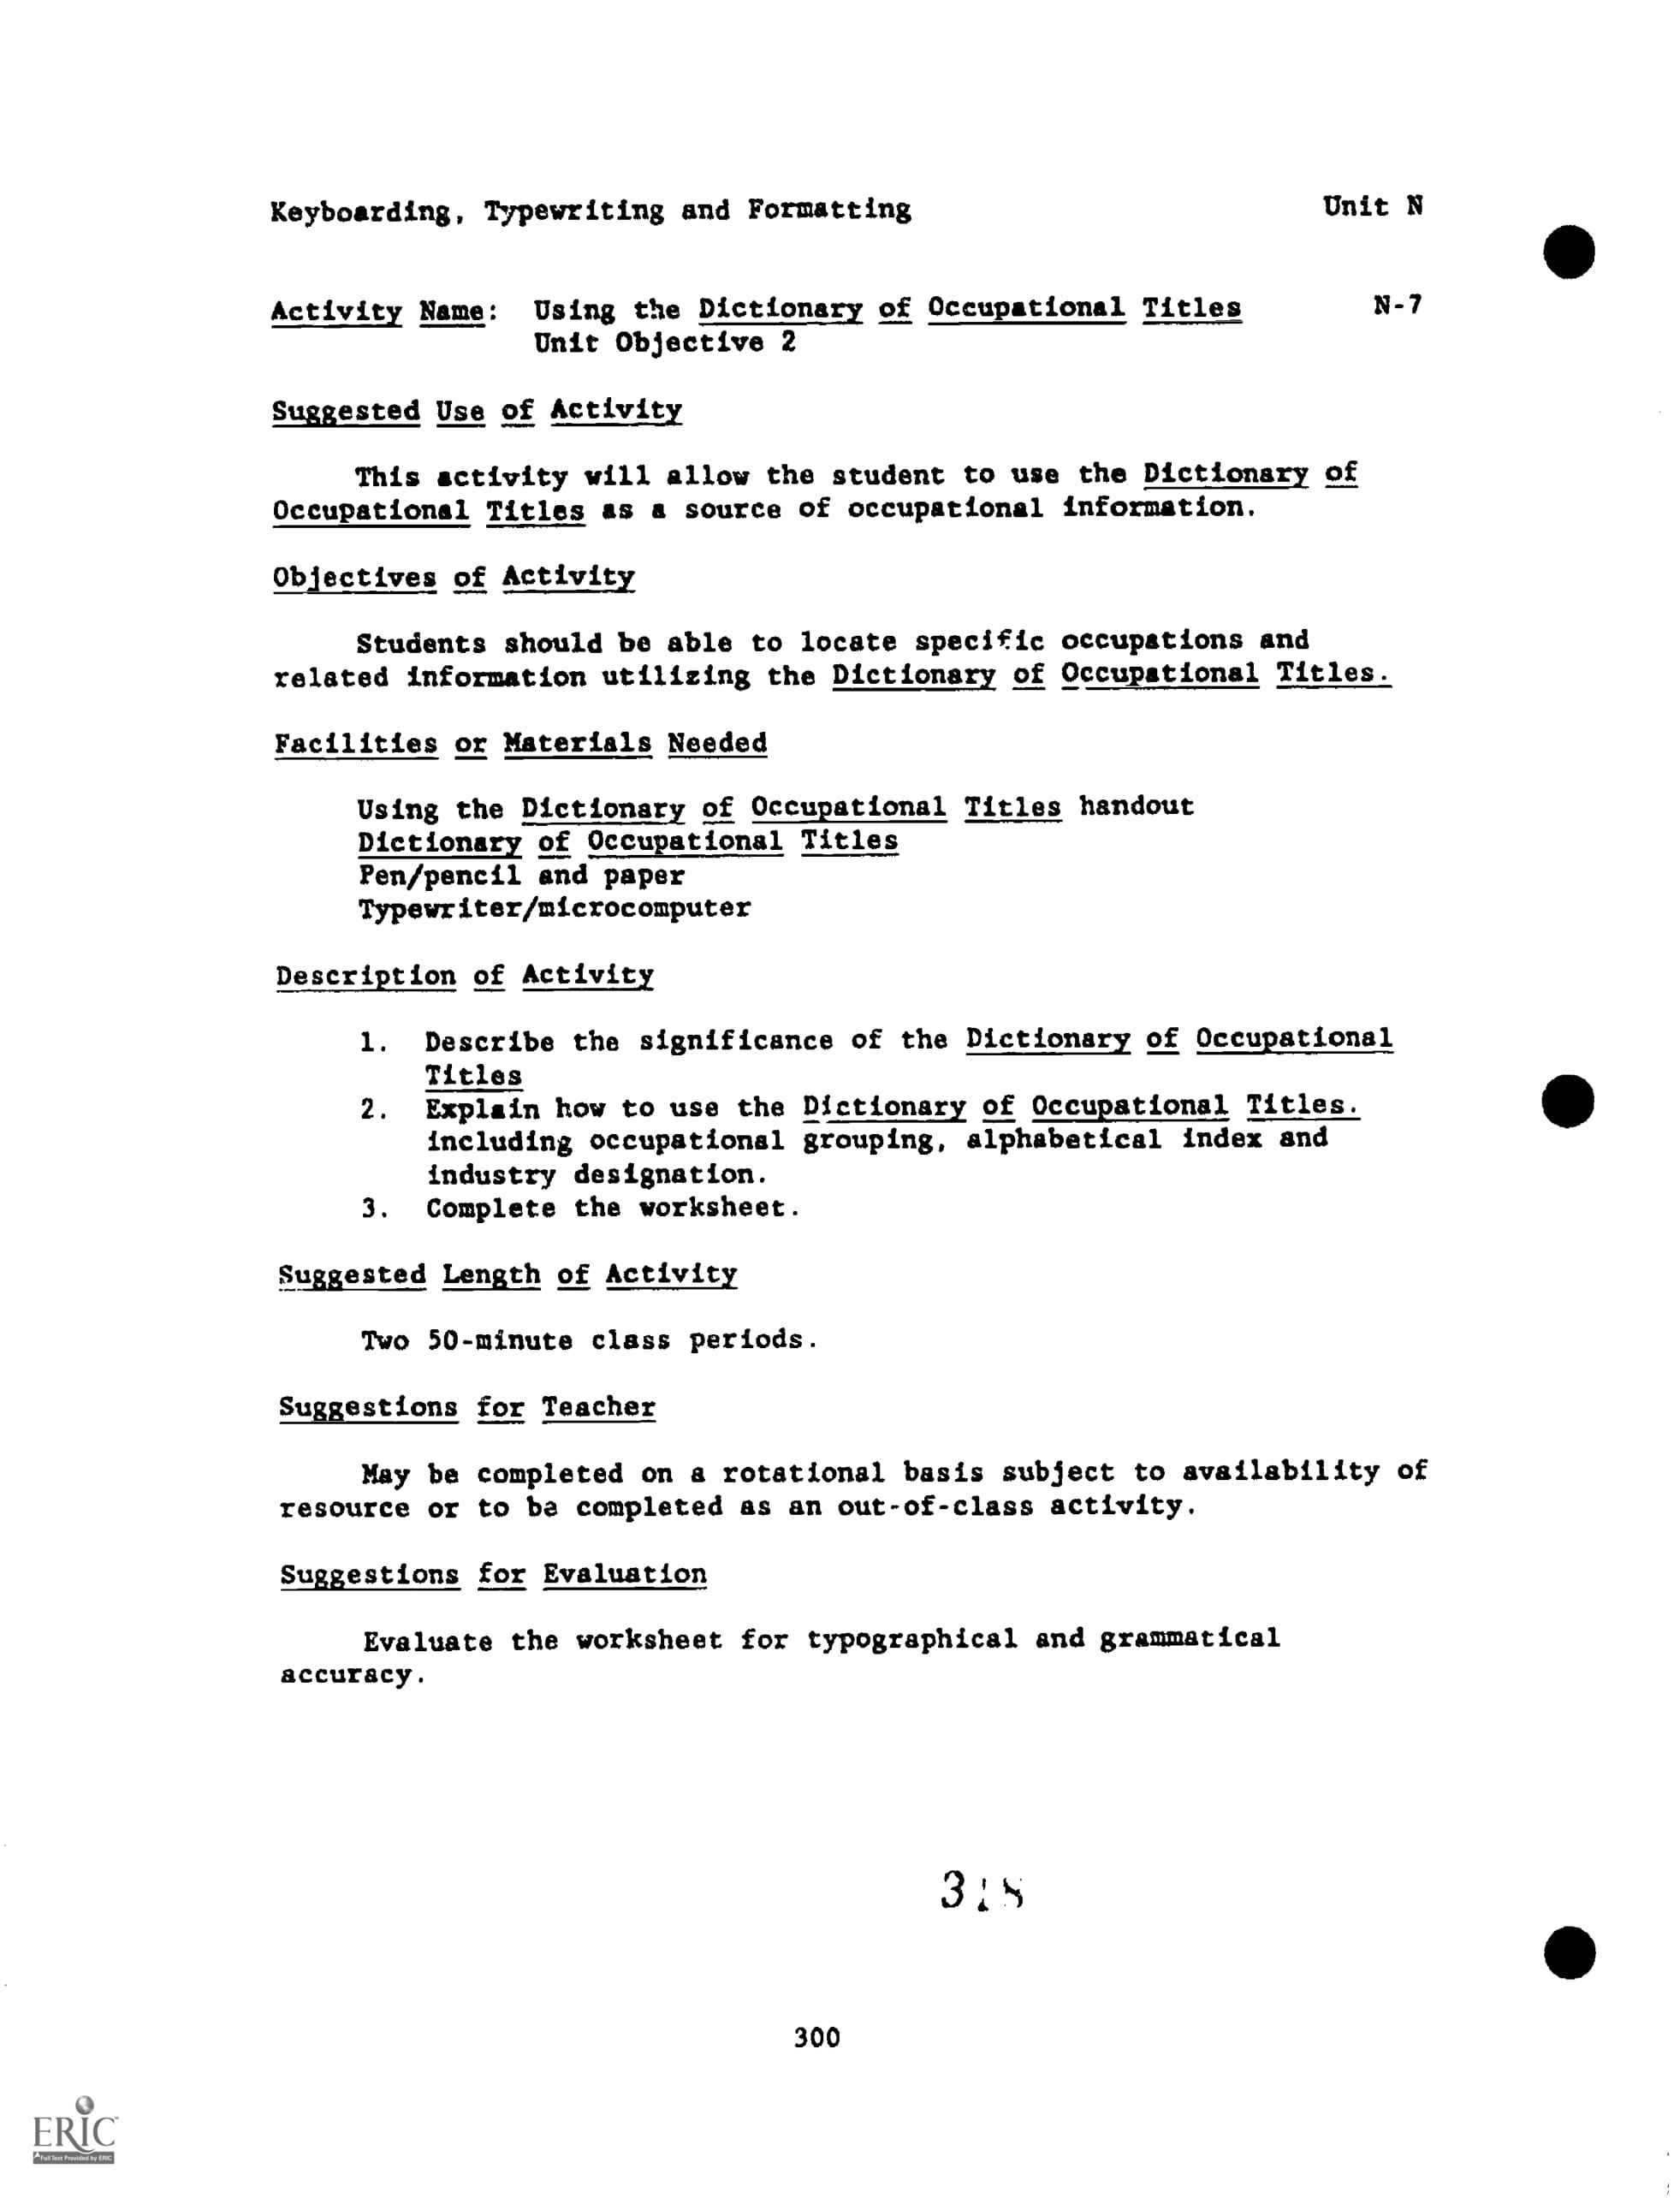 Keyboarding, Typewriting and Formatting Unit N
Activity Name: Using the Dictionary of Occupational Titles N-7
Unit Objective 2
Suggested Use of Activity
This activity will allow the student to use the Dictionary of
Occupational Titles as a source of occupational information.
Objectives of Activity
Students should be able to locate specific occupations and
related information utilizing the Dictionary of Occupational Titles.
Facilities or Materials Needed
Using the Dictionary of Occupational Titles handout
Dictionary of Occupational Titles
Pen/pencil and paper
Typewriter/microcomputer
Description of Activity
1. Describe the significance of the Dictionary of Occupational
Titles
2. Explain how to use the Dictionary of Occupational Titles.
including occupational grouping, alphabetical index and
industry designation.
3. Complete the worksheet.
Suggested Length of Activity
Two 50-minute class periods.
Suggestions for Teacher
May be completed on a rotational basis subject to availability of
resource or to be completed as an out-of-class activity.
Suggestions for Evaluation
Evaluate the worksheet for typographical and grammatical
accuracy.
318
300
ERIC
Full Text Provided by ERIC